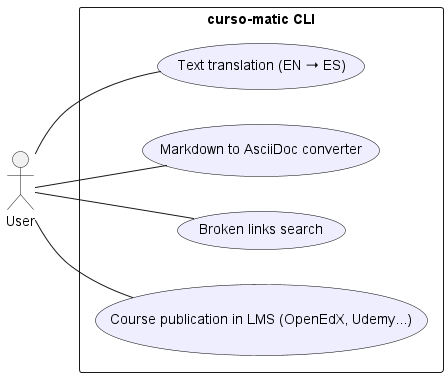 curso-matic CLI
Text translation (EN → ES)
Markdown to AsciiDoc converter
User
Broken links search
Course publication in LMS (OpenEdX, Udemy...)